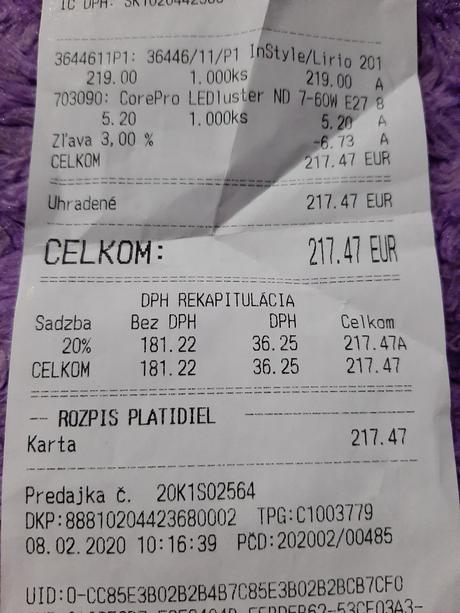 IČ DPH: SK1020442368
3644611P1: 36446/11/P1 InStyle/Lirio 201
219.00 1.000ks 219.00 A
703090: CorePro LEDluster ND 7-60W E27 8
5.20 1.000ks 5.20 A
Zľava 3,00 % -6.73 A
CELKOM 217.47 EUR
Uhradené 217.47 EUR
CELKOM: 217.47 EUR
DPH REKAPITULÁCIA
Sadzba Bez DPH DPH Celkom
20% 181.22 36.25 217.47A
CELKOM 181.22 36.25 217.47
ROZPIS PLATIDIEL
Karta 217.47
Predajka č. 20K1S02564
DKP:88810204423680002 TPG:C1003779
08.02.2020 10:16:39 PČD:202002/00485
UID:O-CC85E3B02B2B4B7C85E3B02B2BCB7CF0